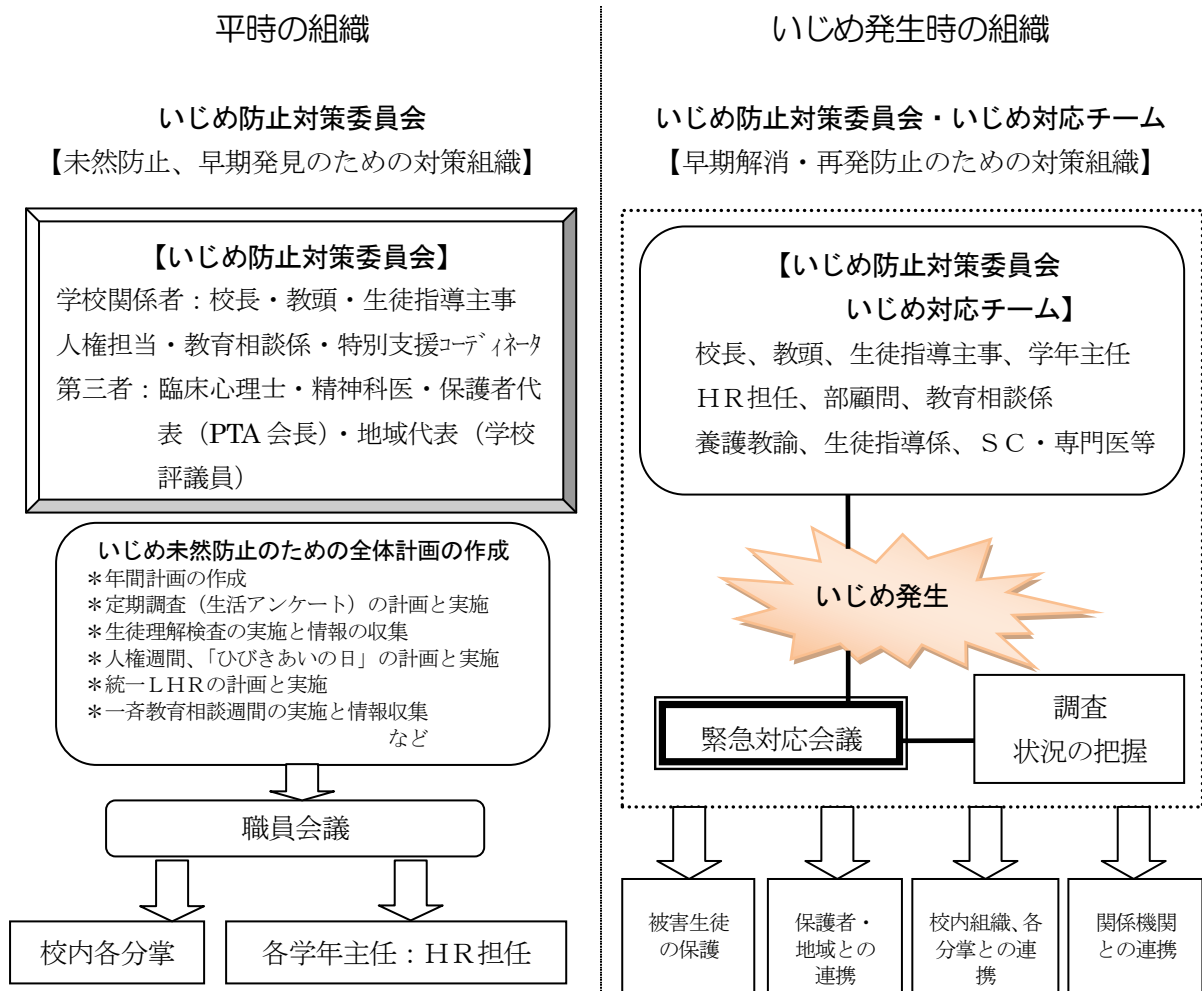 平時の組織
いじめ防止対策委員会
【未然防止、早期発見のための対策組織】
【いじめ防止対策委員会】
学校関係者：校長・教頭・生徒指導主事
人権担当・教育相談係・特別支援ｺｰﾃﾞｨﾈｰﾀ
第三者：臨床心理士・精神科医・保護者代
表（PTA 会長）・地域代表（学校
評議員）
いじめ未然防止のための全体計画の作成
＊年間計画の作成
＊定期調査（生活アンケート）の計画と実施
＊生徒理解検査の実施と情報の収集
＊人権週間、「ひびきあいの日」の計画と実施
＊統一ＬＨＲの計画と実施
＊一斉教育相談週間の実施と情報収集
など
職員会議
校内各分掌
各学年主任：ＨＲ担任
いじめ発生時の組織
いじめ防止対策委員会・いじめ対応チーム
【早期解消・再発防止のための対策組織】
【いじめ防止対策委員会
いじめ対応チーム】
校長、教頭、生徒指導主事、学年主任
ＨＲ担任、部顧問、教育相談係
養護教諭、生徒指導係、ＳＣ・専門医等
いじめ発生
緊急対応会議
調査
状況の把握
被害生徒
の保護
保護者・
地域との
連携
校内組織、各
分掌との連
携
関係機関
との連携